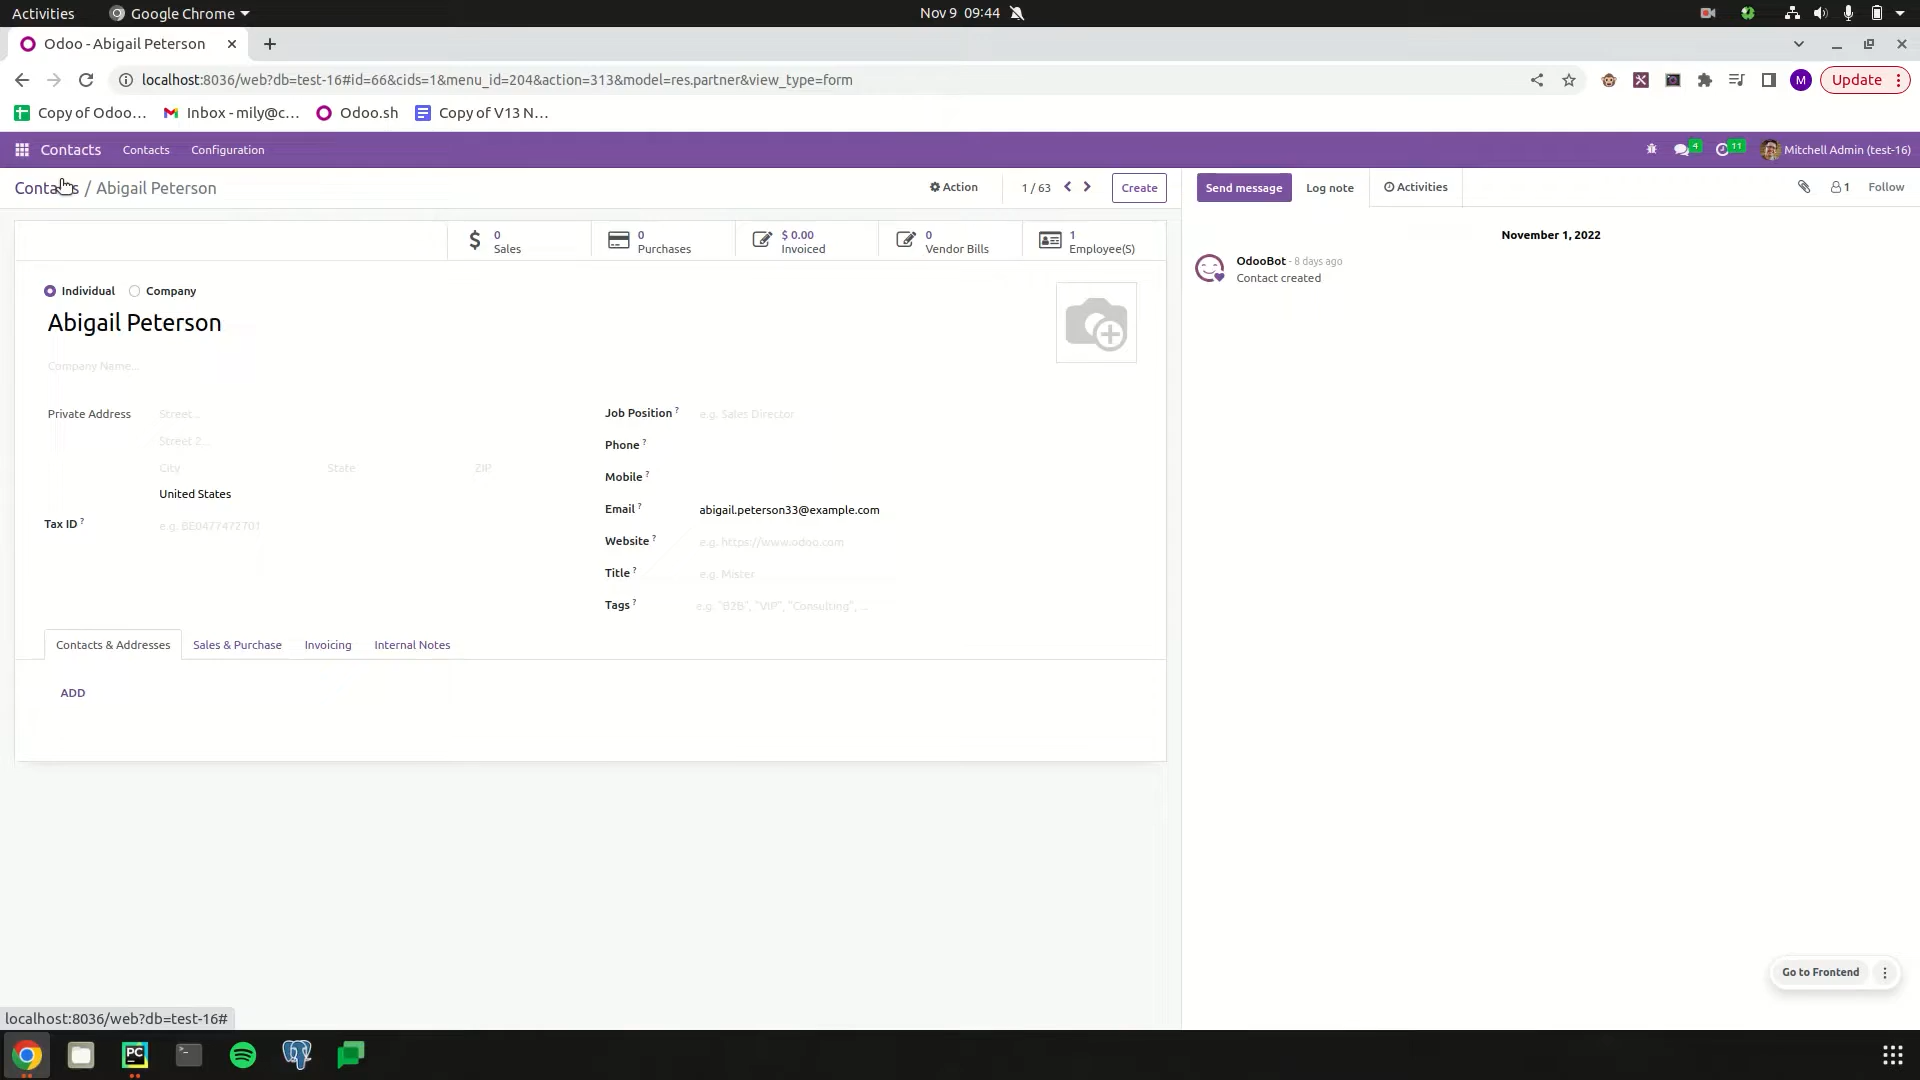 Activities Google Chrome Nov 9 09:44
Odoo - Abigail Peterson
localhost:8036/web?db=test-16#id=66&cids=1&menu_id=204&action=313&model=res.partner&view_type=form M Update
Copy of Odoo... Inbox - mily@c... Odoo.sh Copy of V13 N...
Contacts Contacts Configuration 4 11 Mitchell Admin (test-16)
/ Abigail Peterson Action 1 / 63 Create Send message Log note Activities 1 Follow
0 Sales
0 Purchases
$ 0.00 Invoiced
0 Vendor Bills
1 Employee(S)
November 1, 2022
OdooBot - 8 days ago
Contact created
Individual Company
Abigail Peterson
Company Name...
Private Address Street...
Street 2...
City State ZIP
United States
Tax ID ? e.g. BE0477472701
Job Position ? e.g. Sales Director
Phone ?
Mobile ?
Email ? abigail.peterson33@example.com
Website ? e.g. https://www.odoo.com
Title ? e.g. Mister
Tags ? e.g. "B2B", "VIP", "Consulting", ...
Contacts & Addresses Sales & Purchase Invoicing Internal Notes
ADD
Go to Frontend
localhost:8036/web?db=test-16#
PC